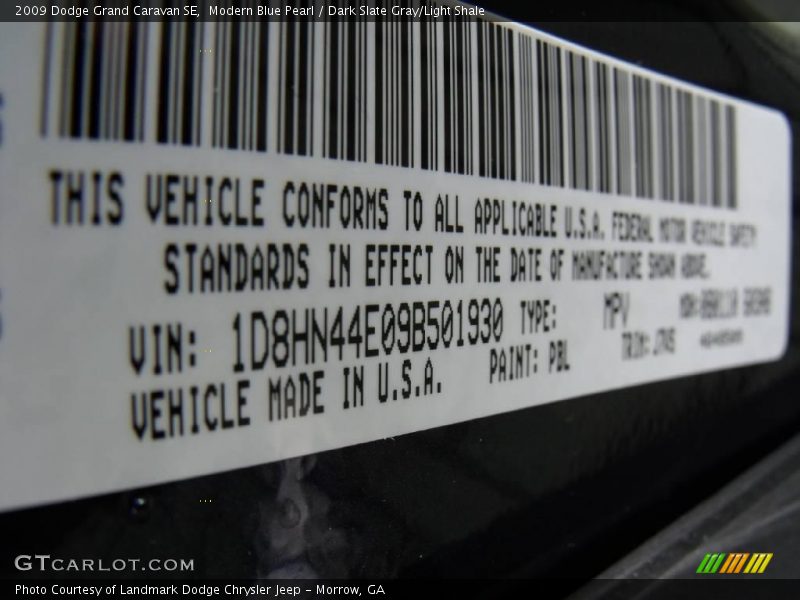 2009 Dodge Grand Caravan SE, Modern Blue Pearl / Dark Slate Gray/Light Shale
THIS VEHICLE CONFORMS TO ALL APPLICABLE U.S.A. FEDERAL MOTOR VEHICLE SAFETY
STANDARDS IN EFFECT ON THE DATE OF MANUFACTURE SHOWN ABOVE.
VIN: 1D8HN44E09B501930 TYPE: MPV MDH:
PAINT: PBL TRIM:
VEHICLE MADE IN U.S.A.
GTCARLOT.COM
Photo Courtesy of Landmark Dodge Chrysler Jeep - Morrow, GA